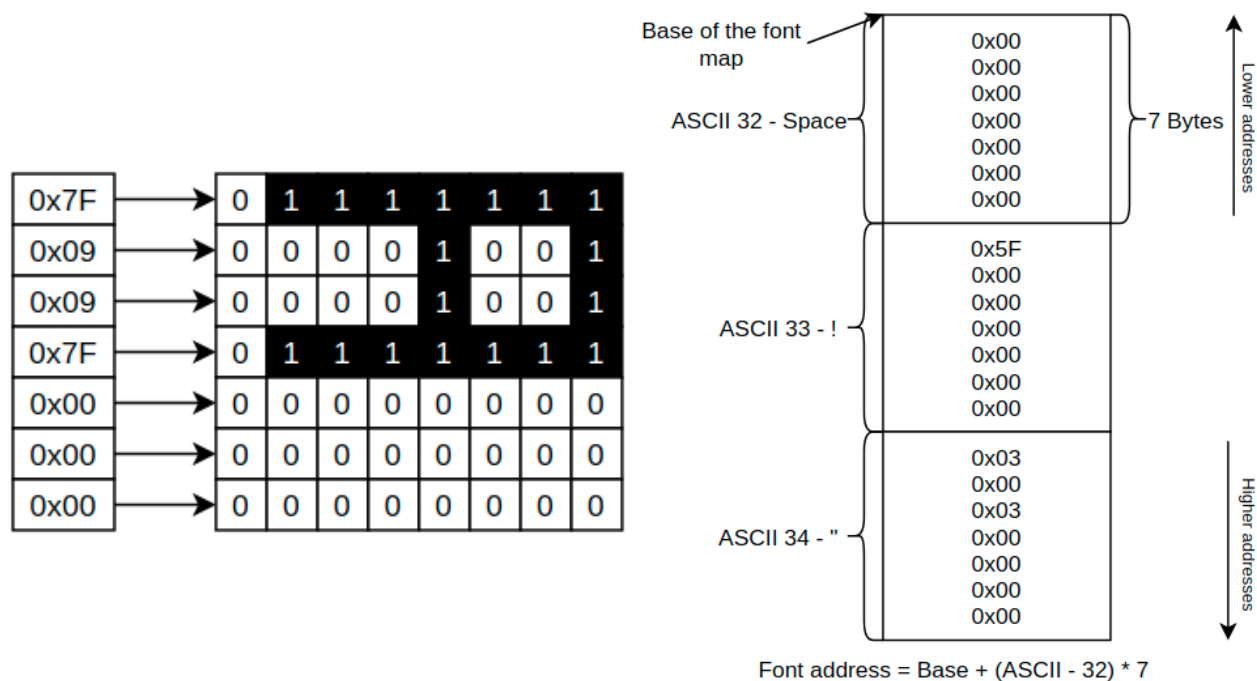 0x7F 0 1 1 1 1 1 1 1
0x09 0 0 0 0 1 0 0 1
0x09 0 0 0 0 1 0 0 1
0x7F 0 1 1 1 1 1 1 1
0x00 0 0 0 0 0 0 0 0
0x00 0 0 0 0 0 0 0 0
0x00 0 0 0 0 0 0 0 0
Base of the font
map
ASCII 32 - Space
0x00
0x00
0x00
0x00
0x00
0x00
0x00
7 Bytes
Lower addresses
ASCII 33 - !
0x5F
0x00
0x00
0x00
0x00
0x00
0x00
ASCII 34 - "
0x03
0x00
0x03
0x00
0x00
0x00
0x00
Higher addresses
Font address = Base + (ASCII - 32) * 7